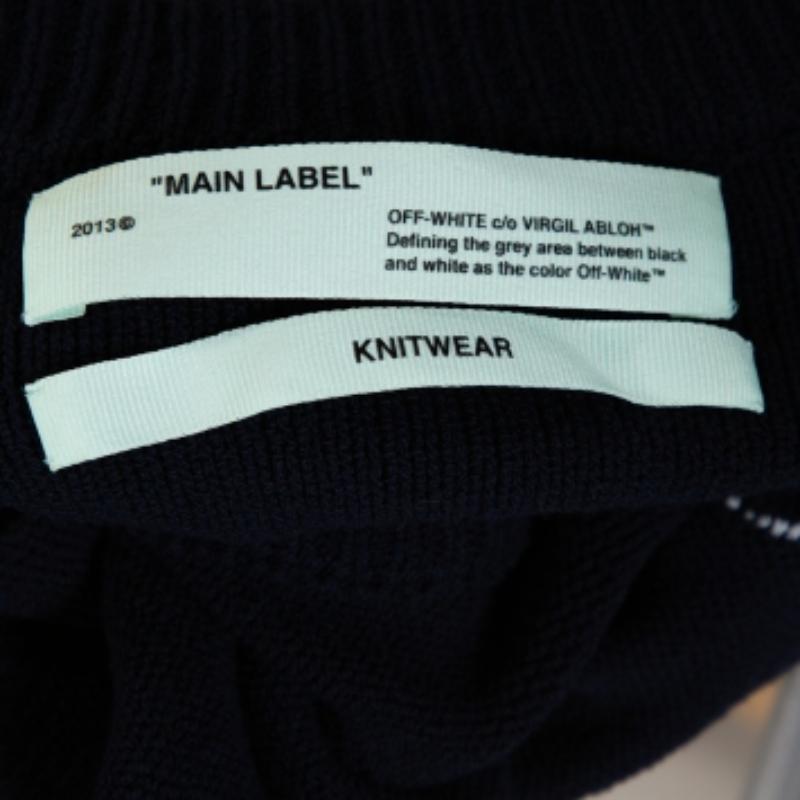 "MAIN LABEL"
2013©
OFF-WHITE c/o VIRGIL ABLOH™
Defining the grey area between black
and white as the color Off-White™
KNITWEAR